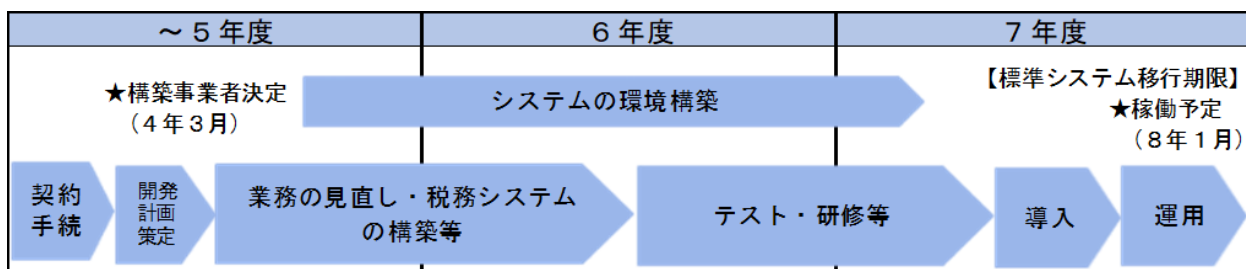 ～５年度
６年度
７年度
★構築事業者決定
（４年３月）
システムの環境構築
【標準システム移行期限】
★稼働予定
（８年１月）
契約
手続
開発
計画
策定
業務の見直し・税務システム
の構築等
テスト・研修等
導入
運用